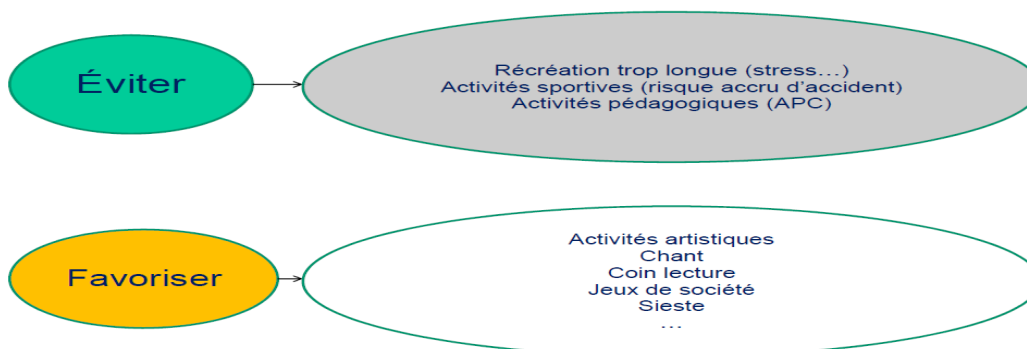 Éviter
Récréation trop longue (stress…)
Activités sportives (risque accru d'accident)
Activités pédagogiques (APC)
Favoriser
Activités artistiques
Chant
Coin lecture
Jeux de société
Sieste
…